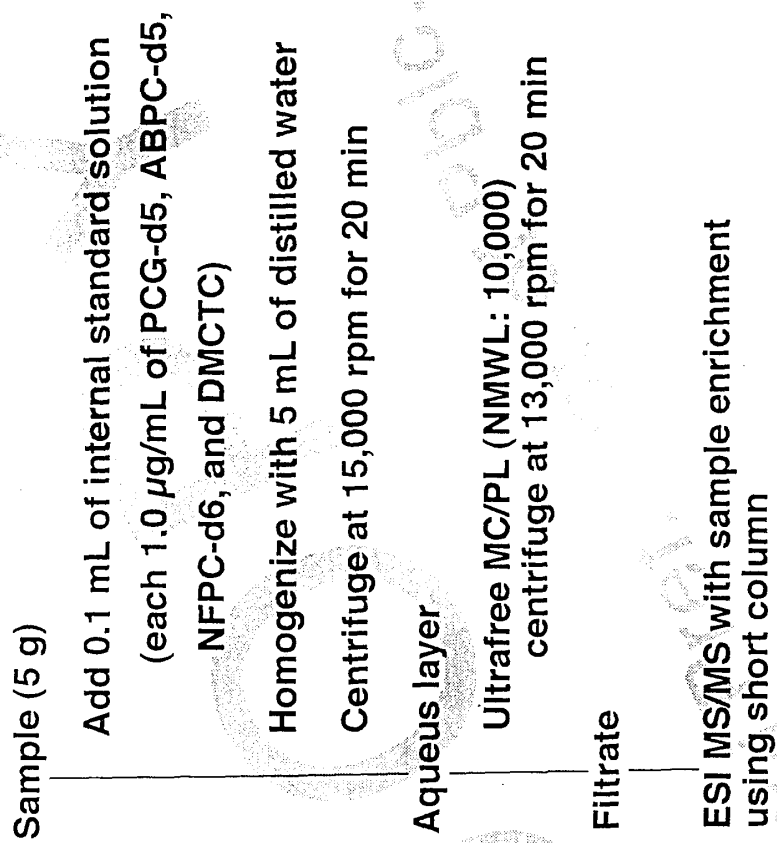 Sample (5 g)
Add 0.1 mL of internal standard solution
(each 1.0 µg/mL of PCG-d5, ABPC-d5,
NFPC-d6, and DMCTC)
Homogenize with 5 mL of distilled water
Centrifuge at 15,000 rpm for 20 min
Aqueus layer
Ultrafree MC/PL (NMWL: 10,000)
centrifuge at 13,000 rpm for 20 min
Filtrate
ESI MS/MS with sample enrichment
using short column